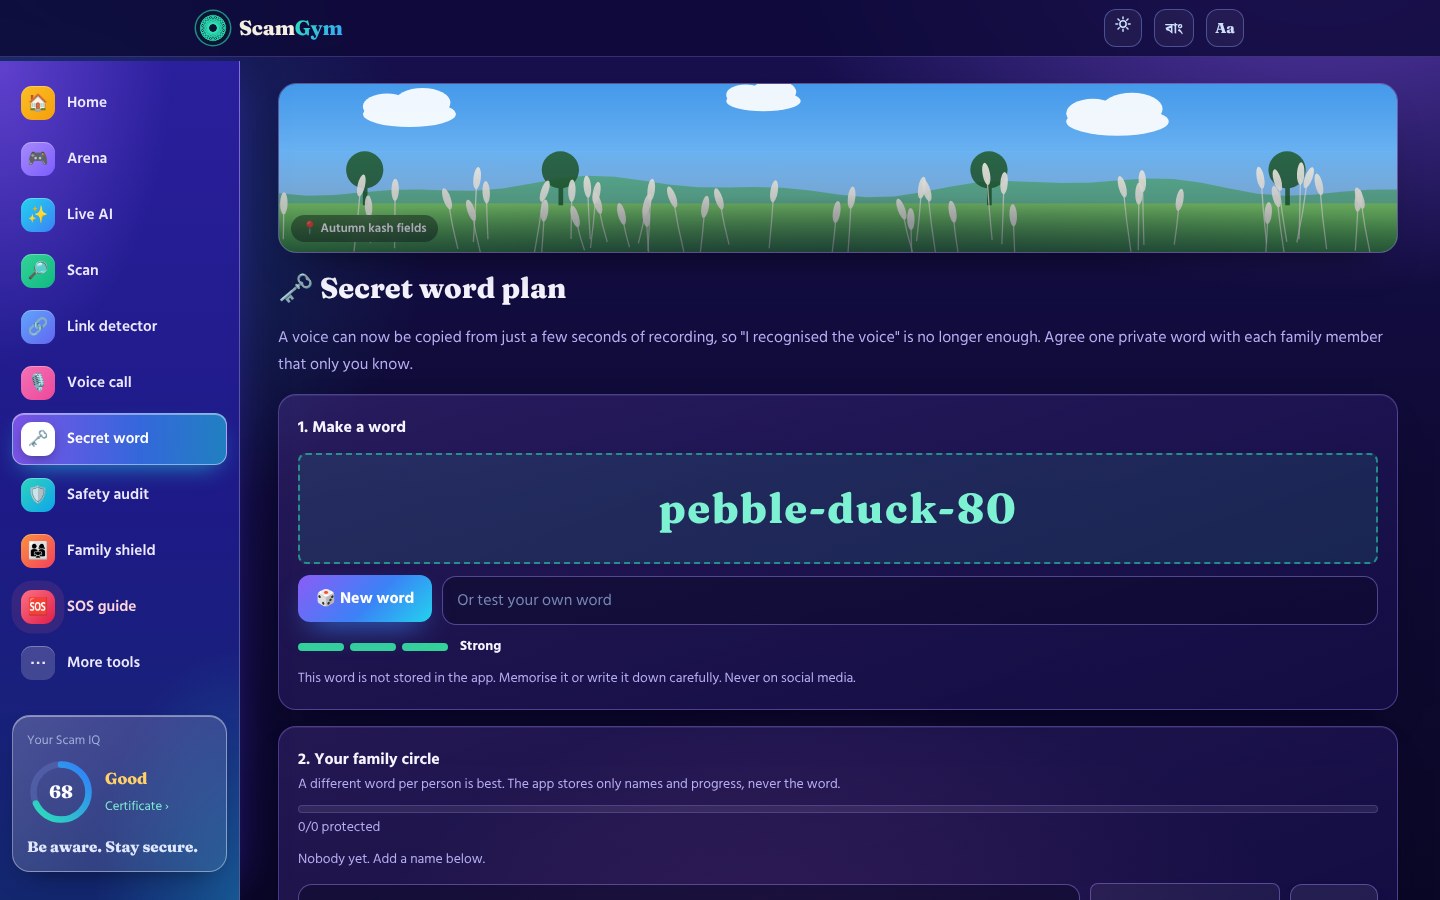 ScamGym
বাং
Aa
Home
Arena
Live AI
Scan
Link detector
Voice call
Secret word
Safety audit
Family shield
SOS
SOS guide
More tools
Your Scam IQ
68
Good
Certificate ›
Be aware. Stay secure.
Autumn kash fields
Secret word plan
A voice can now be copied from just a few seconds of recording, so "I recognised the voice" is no longer enough. Agree one private word with each family member
that only you know.
1. Make a word
pebble-duck-80
New word
Or test your own word
Strong
This word is not stored in the app. Memorise it or write it down carefully. Never on social media.
2. Your family circle
A different word per person is best. The app stores only names and progress, never the word.
0/0 protected
Nobody yet. Add a name below.